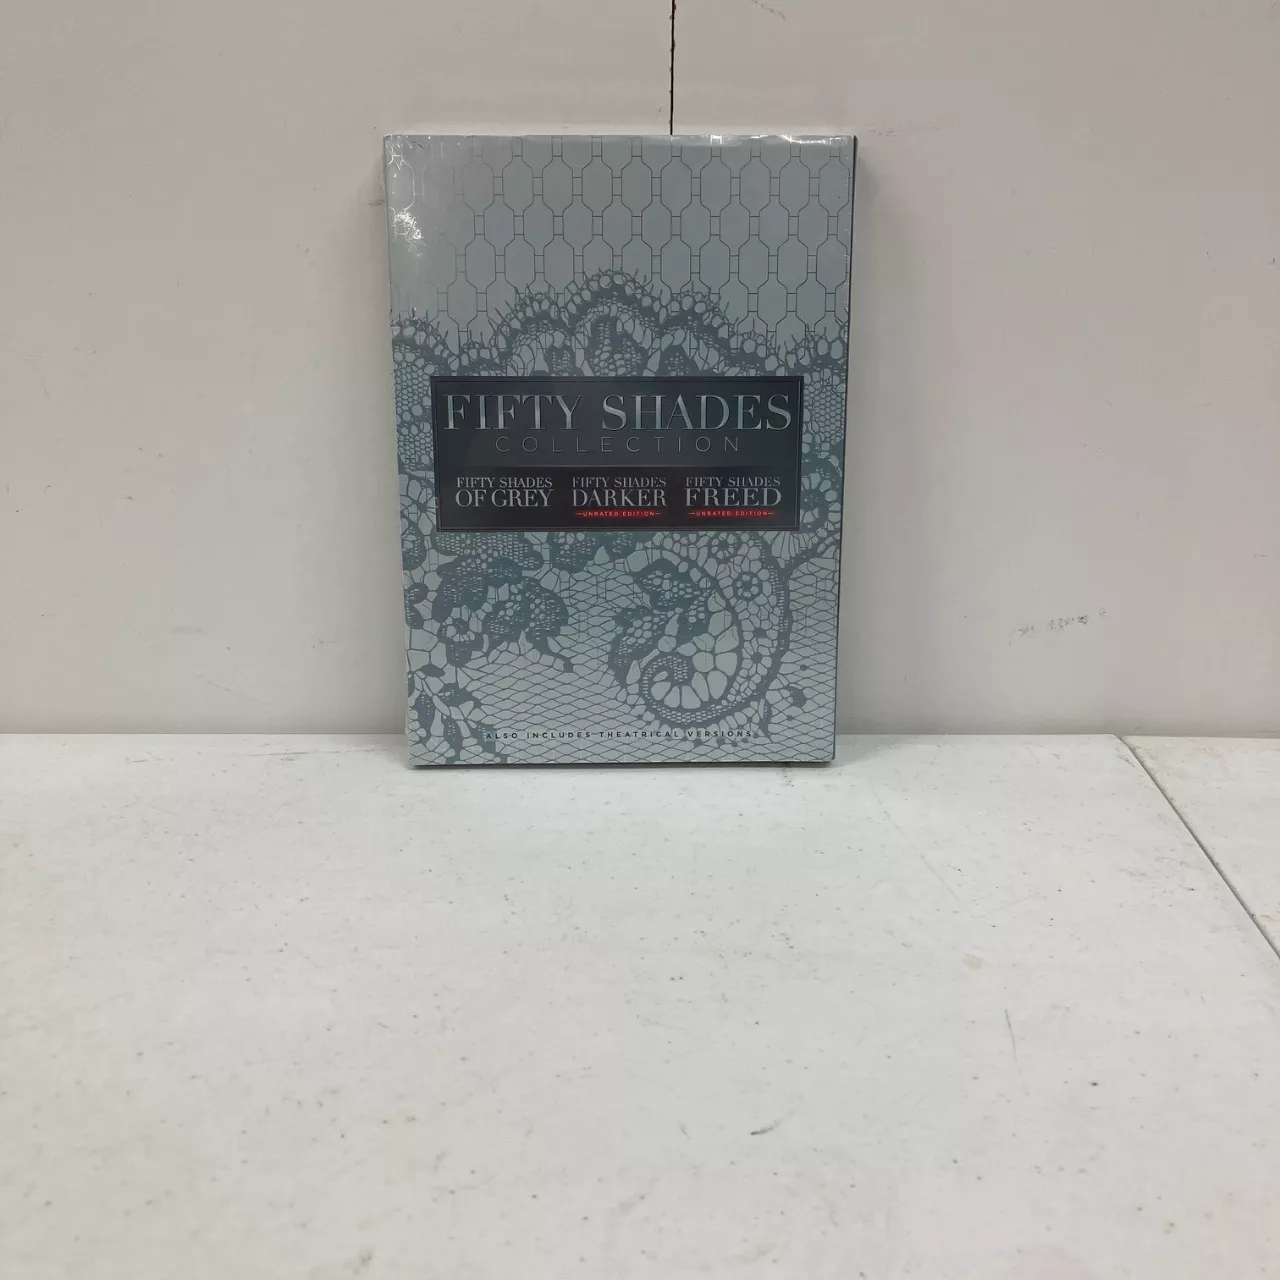 FIFTY SHADES
COLLECTION
FIFTY SHADES
OF GREY
FIFTY SHADES
DARKER
UNRATED EDITION
FIFTY SHADES
FREED
UNRATED EDITION
ALSO INCLUDES THEATRICAL VERSIONS